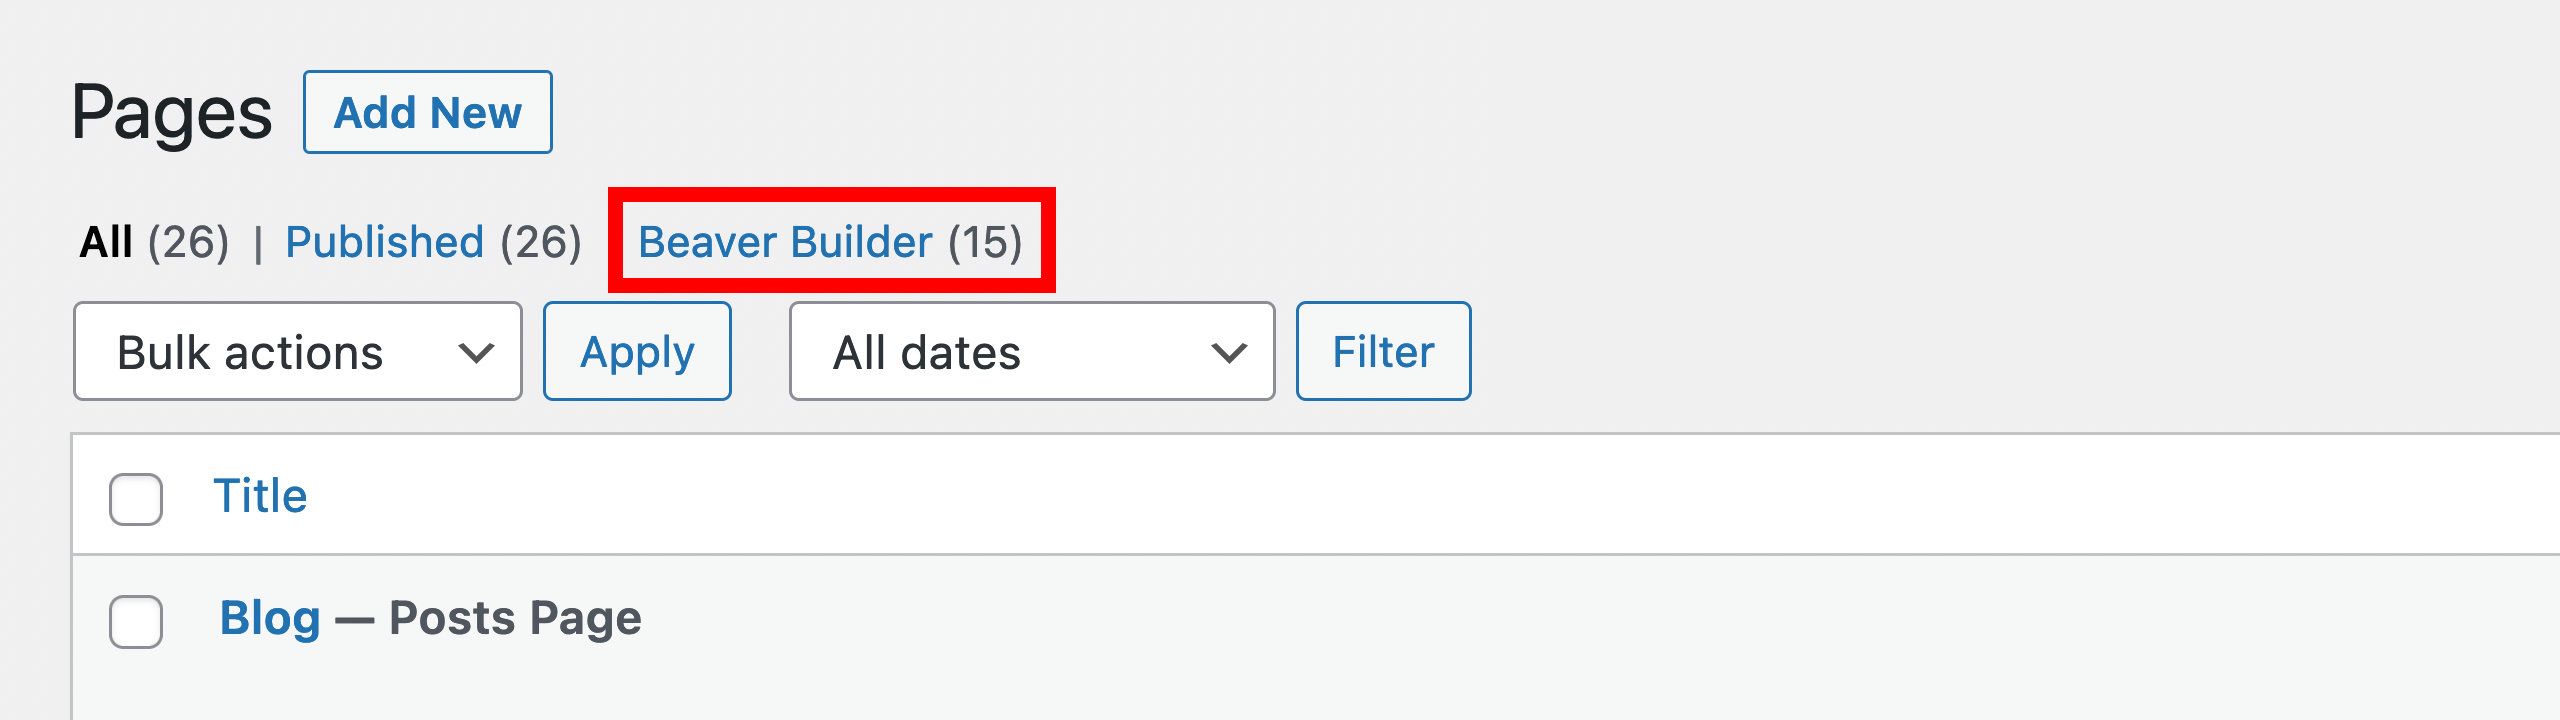 Pages Add New
All (26) | Published (26) Beaver Builder (15)
Bulk actions Apply All dates Filter
Title
Blog — Posts Page